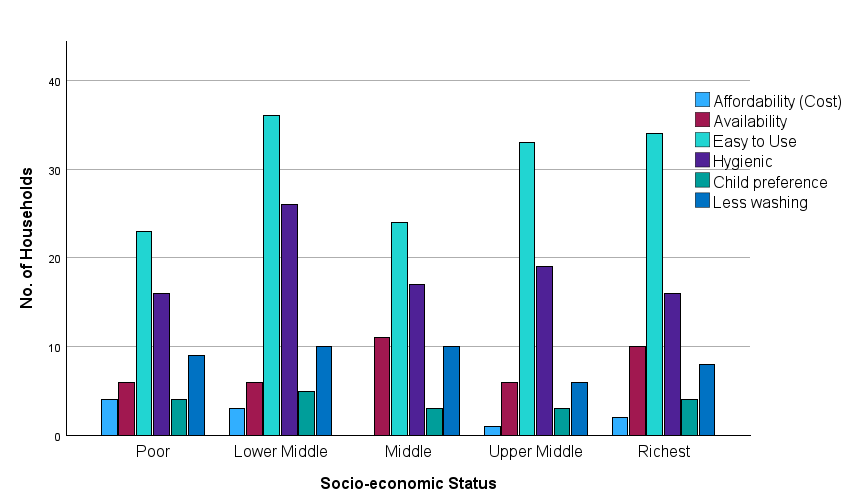 40
30
20
10
0
No. of Households
Affordability (Cost)
Availability
Easy to Use
Hygienic
Child preference
Less washing
Poor
Lower Middle
Middle
Upper Middle
Richest
Socio-economic Status